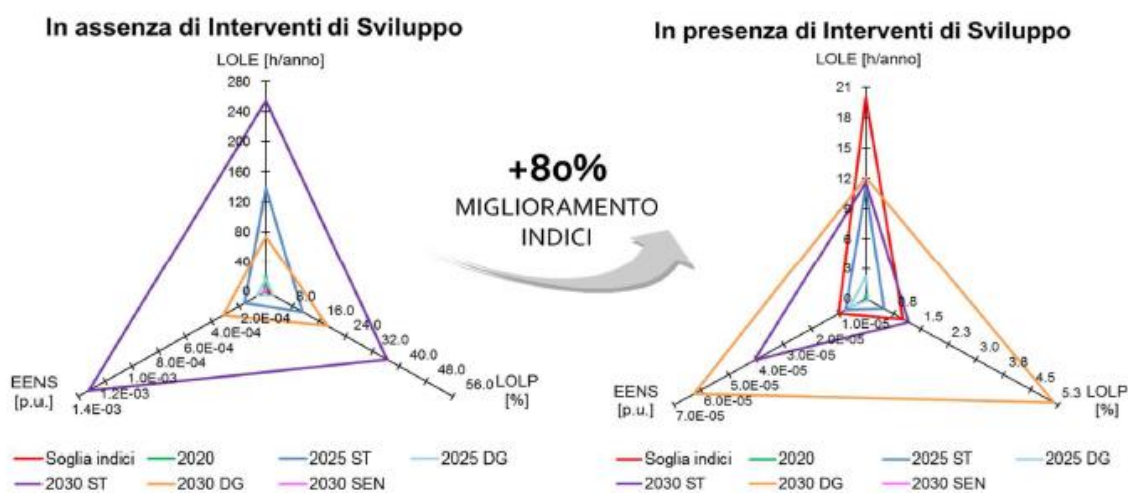 In assenza di Interventi di Sviluppo
LOLE [h/anno]
280
240
200
160
120
80
40
0
8.0
16.0
24.0
32.0
40.0
48.0
56.0
LOLP
[%]
2.0E-04
4.0E-04
6.0E-04
8.0E-04
1.0E-03
1.2E-03
1.4E-03
EENS
[p.u.]
Soglia indici
2020
2025 ST
2025 DG
2030 ST
2030 DG
2030 SEN
+80%
MIGLIORAMENTO
INDICI
In presenza di Interventi di Sviluppo
LOLE [h/anno]
21
18
15
12
9
6
3
0
0.8
1.5
2.3
3.0
3.8
4.5
5.3
LOLP
[%]
1.0E-05
2.0E-05
3.0E-05
4.0E-05
5.0E-05
6.0E-05
7.0E-05
EENS
[p.u.]
Soglia indici
2020
2025 ST
2025 DG
2030 ST
2030 DG
2030 SEN